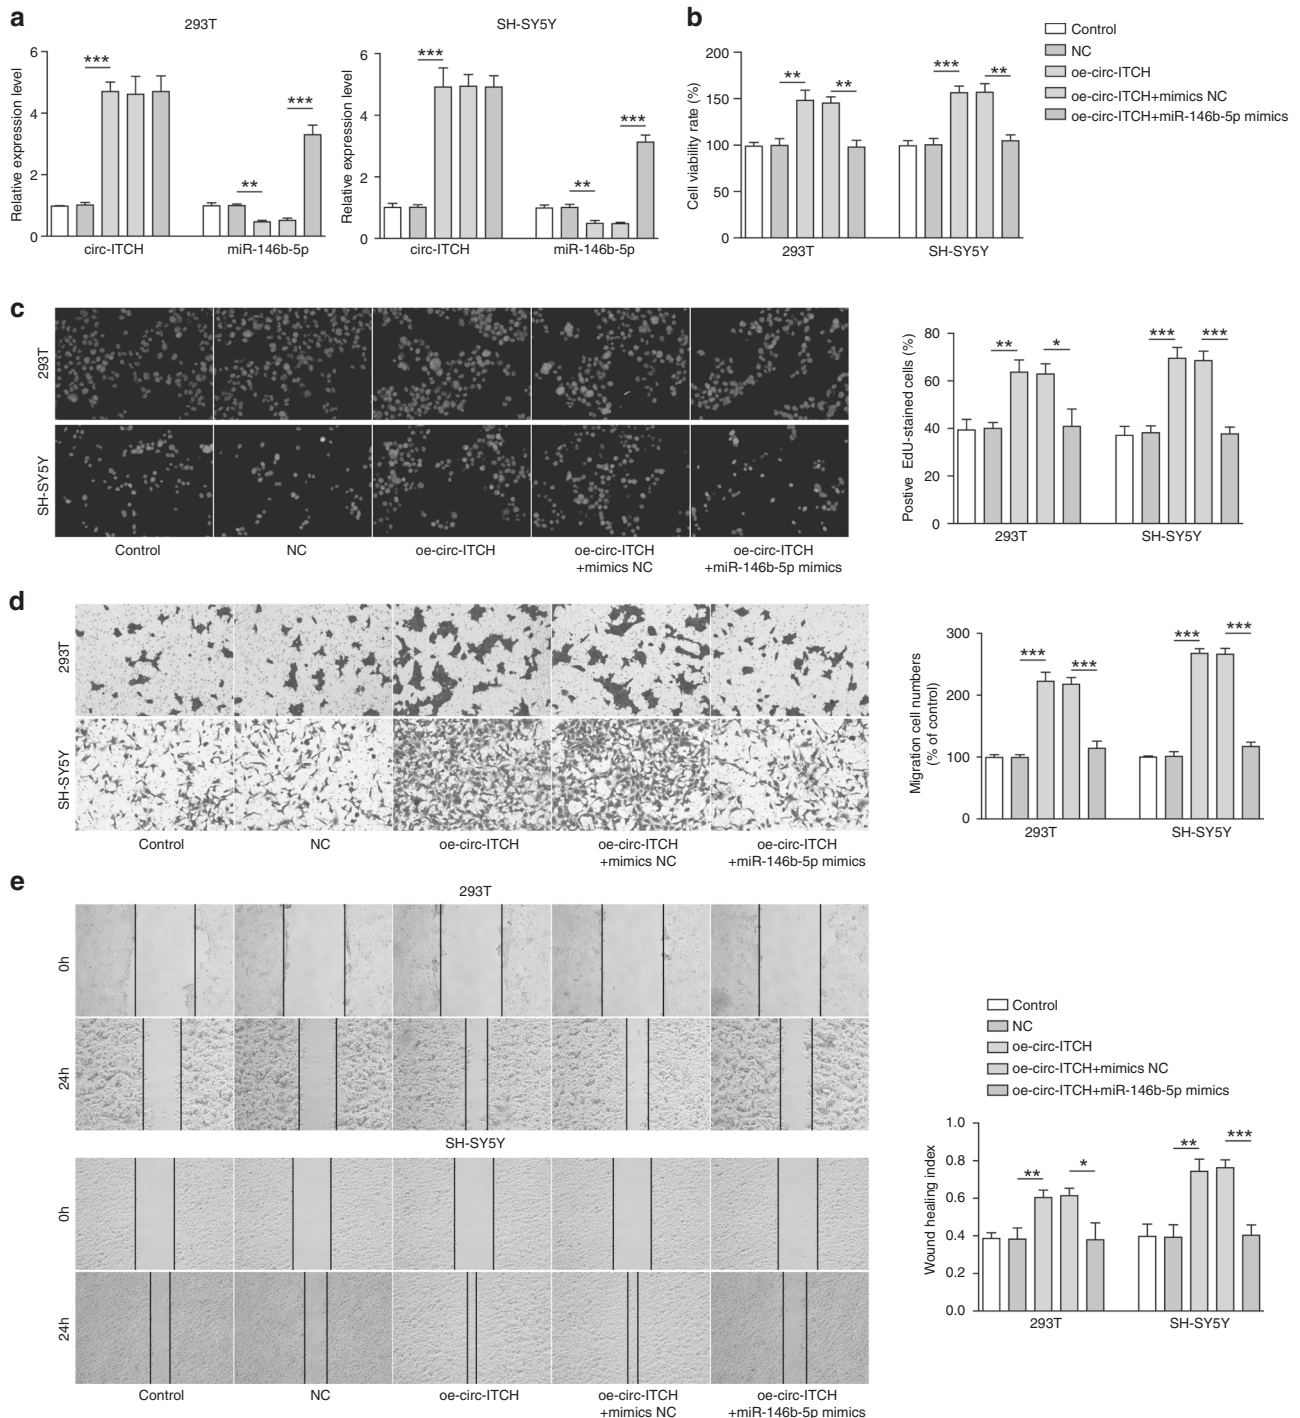 a
293T
SH-SY5Y
Relative expression level
6
4
2
0
***
**
***
circ-ITCH
miR-146b-5p
Relative expression level
6
4
2
0
***
**
***
circ-ITCH
miR-146b-5p
b
Cell viability rate (%)
200
150
100
50
0
**
**
***
**
293T
SH-SY5Y
Control
NC
oe-circ-ITCH
oe-circ-ITCH+mimics NC
oe-circ-ITCH+miR-146b-5p mimics
c
293T
SH-SY5Y
Control
NC
oe-circ-ITCH
oe-circ-ITCH
+mimics NC
oe-circ-ITCH
+miR-146b-5p mimics
Postive EdU-stained cells (%)
80
60
40
20
0
**
*
***
***
293T
SH-SY5Y
d
293T
SH-SY5Y
Control
NC
oe-circ-ITCH
oe-circ-ITCH
+mimics NC
oe-circ-ITCH
+miR-146b-5p mimics
Migration cell numbers
(% of control)
300
200
100
0
***
***
***
***
293T
SH-SY5Y
e
293T
0h
24h
SH-SY5Y
0h
24h
Control
NC
oe-circ-ITCH
oe-circ-ITCH
+mimics NC
oe-circ-ITCH
+miR-146b-5p mimics
Control
NC
oe-circ-ITCH
oe-circ-ITCH+mimics NC
oe-circ-ITCH+miR-146b-5p mimics
Wound healing index
1.0
0.8
0.6
0.4
0.2
0.0
**
*
**
***
293T
SH-SY5Y